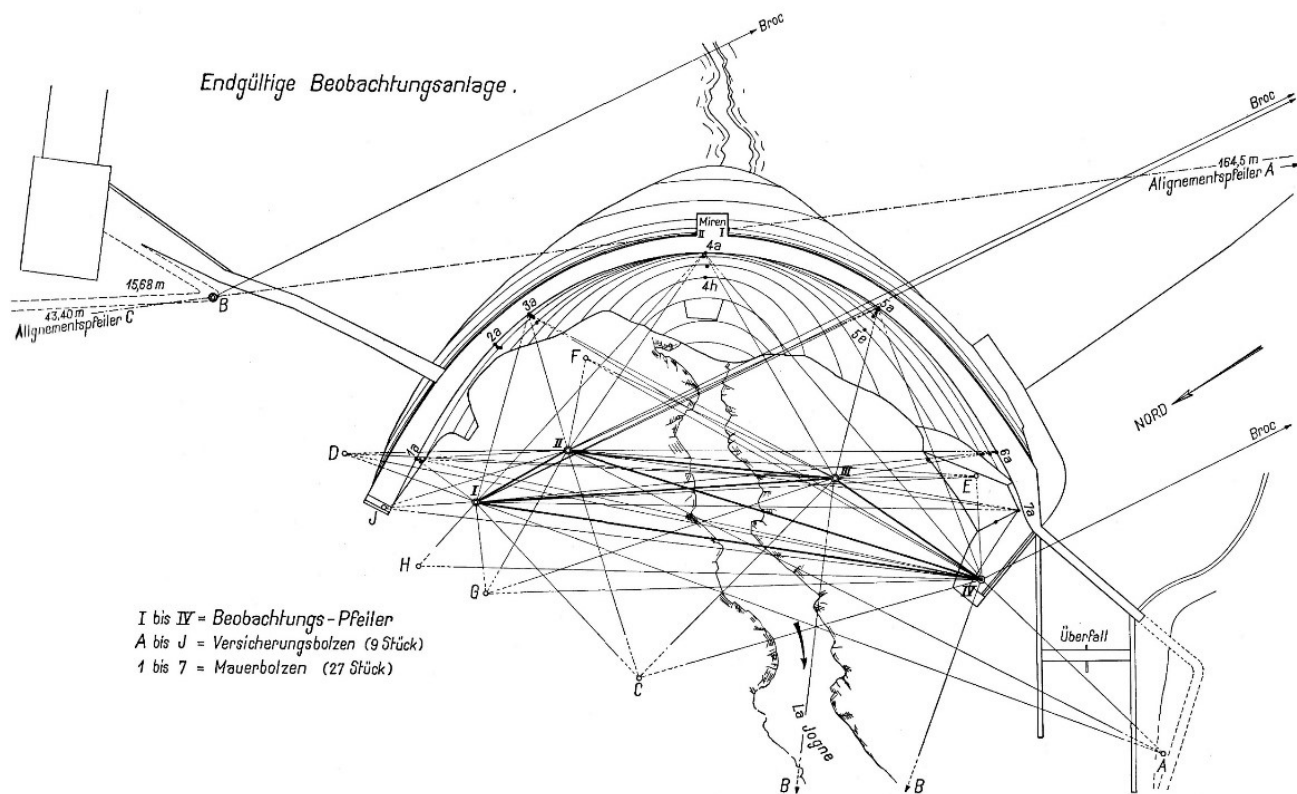 Broc
Endgültige Beobachtungsanlage.
Broc
164,5 m
Alignementspfeiler A
Miren
II I
4a
15,68 m
B
43,40 m
Allignementspfeiler C
3a
4h
5a
2a
5e
F
NORD
Broc
II
D
1a
6a
III
E
I
J
7a
H
IV
G
I bis IV = Beobachtungs-Pfeiler
A bis J = Versicherungsbolzen (9 Stück)
1 bis 7 = Mauerbolzen (27 Stück)
Überfall
C
La Jogne
A
B
B